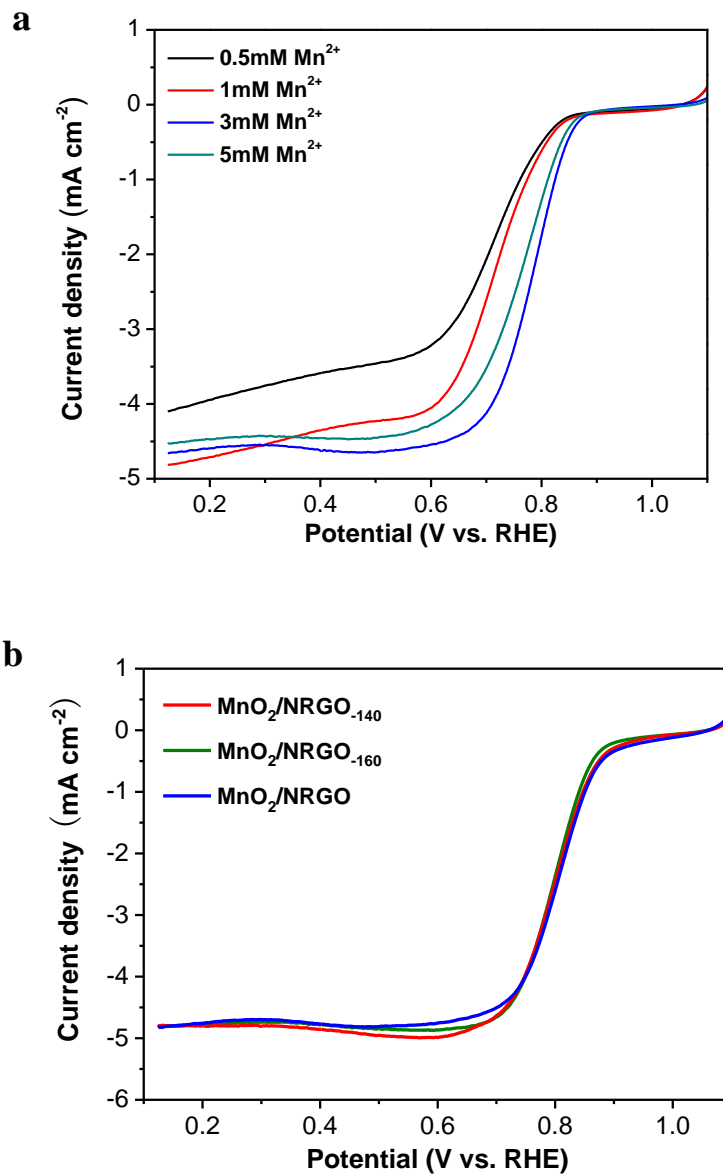 a
1
0
-1
-2
-3
-4
-5
0.2 0.4 0.6 0.8 1.0
Current density (mA cm⁻²)
Potential (V vs. RHE)
0.5mM Mn²⁺
1mM Mn²⁺
3mM Mn²⁺
5mM Mn²⁺
b
1
0
-1
-2
-3
-4
-5
-6
0.2 0.4 0.6 0.8 1.0
Current density (mA cm⁻²)
Potential (V vs. RHE)
MnO₂/NRGO₋₁₄₀
MnO₂/NRGO₋₁₆₀
MnO₂/NRGO